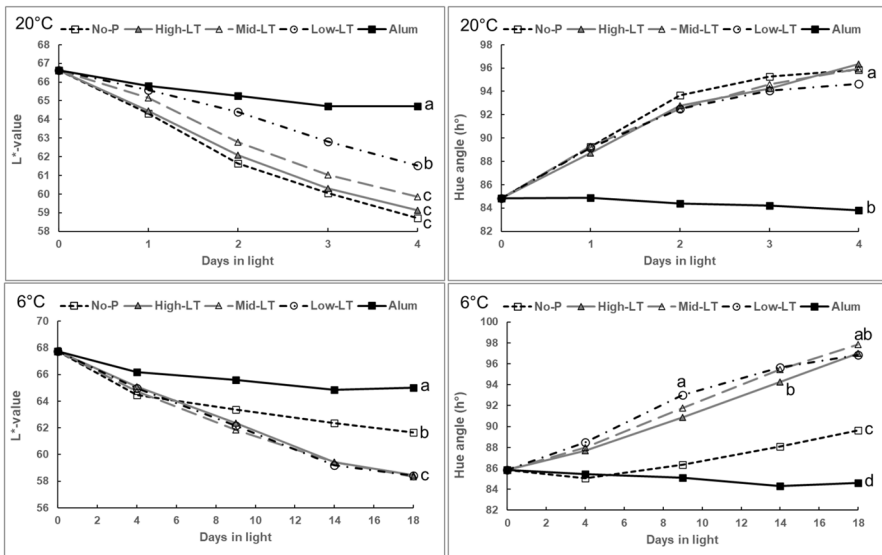 20°C
No-P High-LT Mid-LT Low-LT Alum
68
67
66
65
64
63
62
61
60
59
58
L*-value
a
b
c
c
c
0 1 2 3 4
Days in light
No-P High-LT Mid-LT Low-LT Alum
98
96
94
92
90
88
86
84
82
Hue angle (h°)
a
b
0 1 2 3 4
Days in light
6°C
No-P High-LT Mid-LT Low-LT Alum
70
68
66
64
62
60
58
56
L*-value
a
b
c
0 2 4 6 8 10 12 14 16 18
Days in light
6°C
No-P High-LT Mid-LT Low-LT Alum
100
98
96
94
92
90
88
86
84
82
Hue angle (h°)
ab
a
b
c
d
0 2 4 6 8 10 12 14 16 18
Days in light